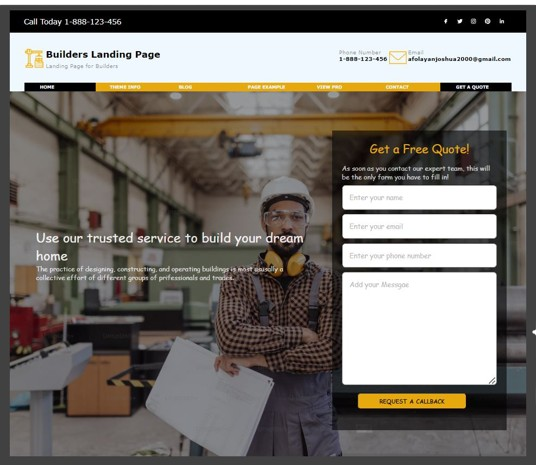 Call Today 1-888-123-456
Builders Landing Page
Landing Page for Builders
Phone Number
1-888-123-456
Email
afolayanjoshua2000@gmail.com
HOME
THEME INFO
BLOG
PAGE EXAMPLE
VIEW PRO
CONTACT
GET A QUOTE
Get a Free Quote!
As soon as you contact our expert team, this will
be the only form you have to fill in!
Enter your name
Enter your email
Enter your phone number
Add your Message
REQUEST A CALLBACK
Use our trusted service to build your dream
home
The practice of designing, constructing, and operating buildings is most usually a
collective effort of different groups of professionals and trades.